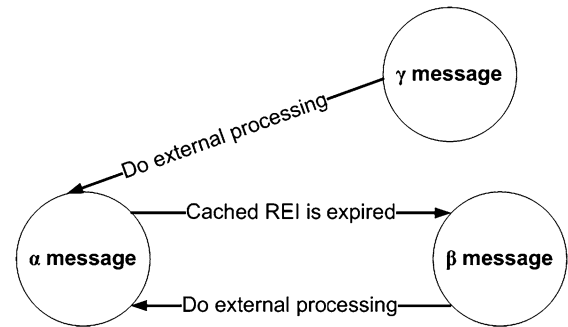 γ message
Do external processing
Cached REI is expired
α message
β message
Do external processing